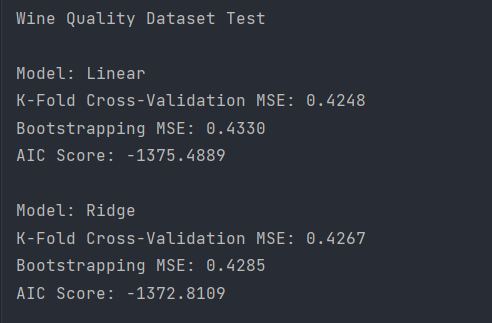 Wine Quality Dataset Test
Model: Linear
K-Fold Cross-Validation MSE: 0.4248
Bootstrapping MSE: 0.4330
AIC Score: -1375.4889
Model: Ridge
K-Fold Cross-Validation MSE: 0.4267
Bootstrapping MSE: 0.4285
AIC Score: -1372.8109